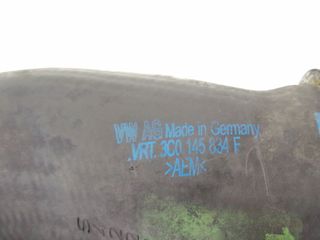 VW AG Made in Germany
VRT. 3C0 145 834 F
>AEM<